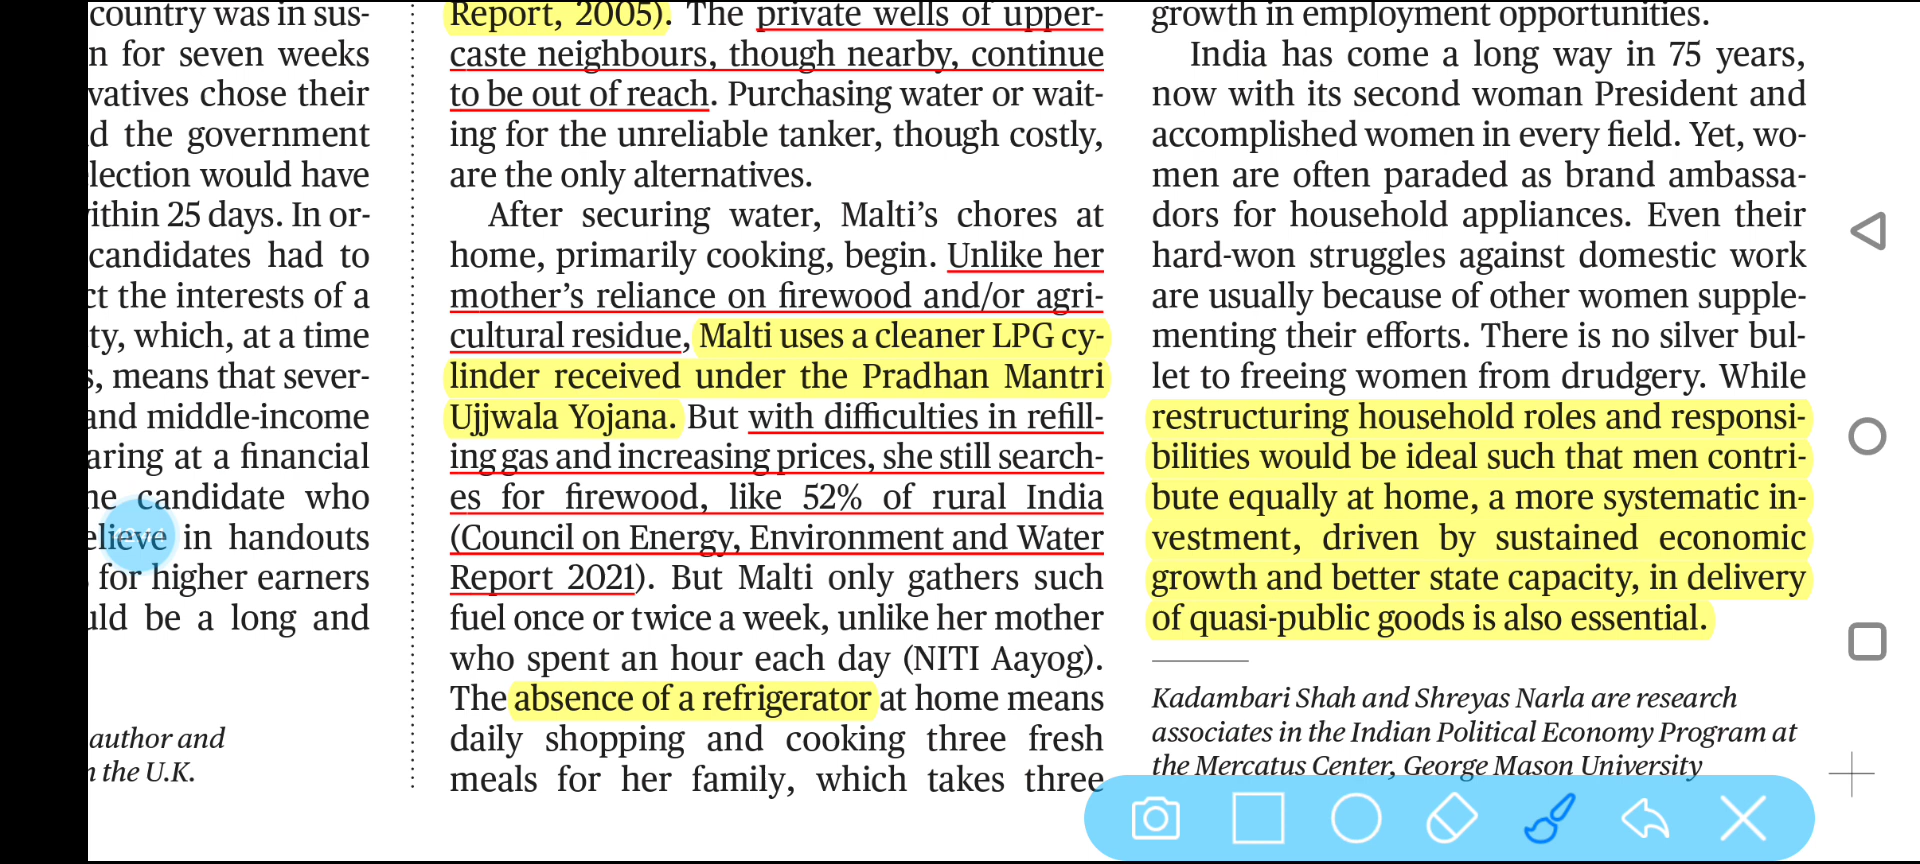 country was in sus-
n for seven weeks
vatives chose their
d the government
lection would have
ithin 25 days. In or-
candidates had to
ct the interests of a
ty, which, at a time
s, means that sever-
and middle-income
aring at a financial
ne candidate who
elieve in handouts
for higher earners
uld be a long and
author and
n the U.K.
Report, 2005). The private wells of upper-
caste neighbours, though nearby, continue
to be out of reach. Purchasing water or wait-
ing for the unreliable tanker, though costly,
are the only alternatives.
After securing water, Malti's chores at
home, primarily cooking, begin. Unlike her
mother's reliance on firewood and/or agri-
cultural residue, Malti uses a cleaner LPG cy-
linder received under the Pradhan Mantri
Ujjwala Yojana. But with difficulties in refill-
ing gas and increasing prices, she still search-
es for firewood, like 52% of rural India
(Council on Energy, Environment and Water
Report 2021). But Malti only gathers such
fuel once or twice a week, unlike her mother
who spent an hour each day (NITI Aayog).
The absence of a refrigerator at home means
daily shopping and cooking three fresh
meals for her family, which takes three
growth in employment opportunities.
India has come a long way in 75 years,
now with its second woman President and
accomplished women in every field. Yet, wo-
men are often paraded as brand ambassa-
dors for household appliances. Even their
hard-won struggles against domestic work
are usually because of other women supple-
menting their efforts. There is no silver bul-
let to freeing women from drudgery. While
restructuring household roles and responsi-
bilities would be ideal such that men contri-
bute equally at home, a more systematic in-
vestment, driven by sustained economic
growth and better state capacity, in delivery
of quasi-public goods is also essential.
Kadambari Shah and Shreyas Narla are research
associates in the Indian Political Economy Program at
the Mercatus Center, George Mason University